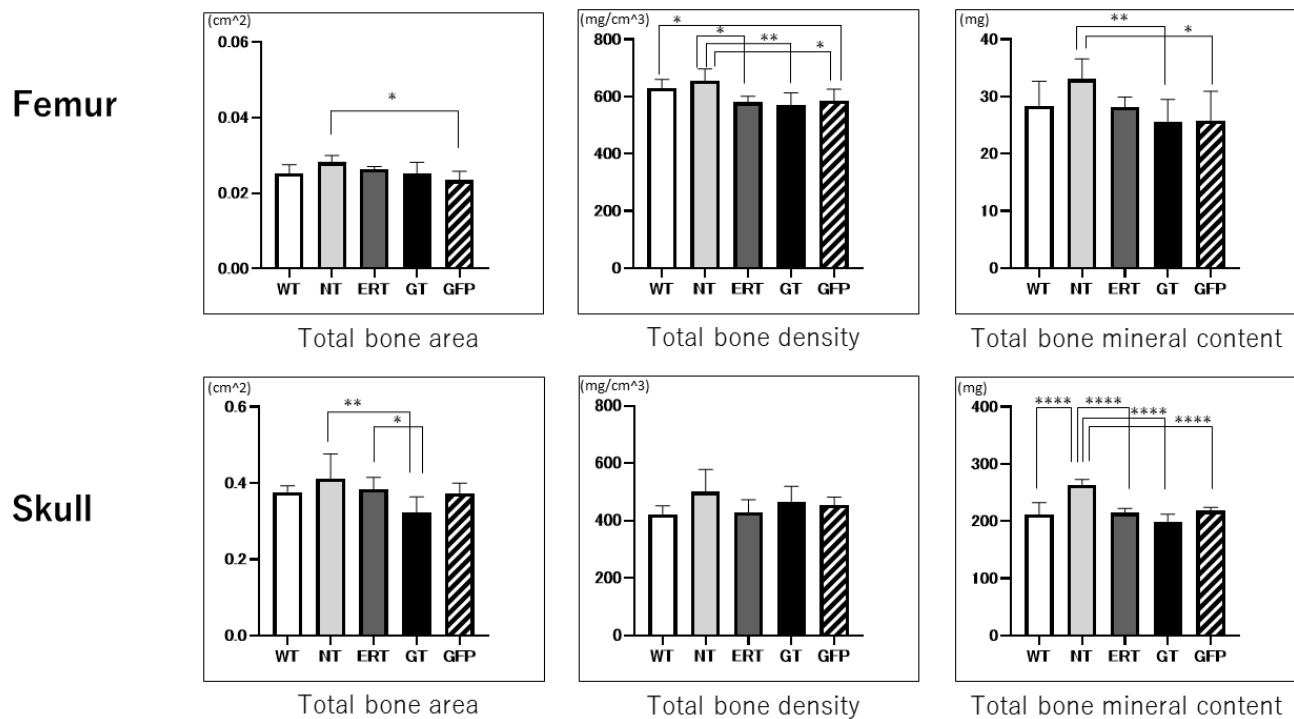 Femur
(cm^2)
0.06
0.04
0.02
0.00
*
WT NT ERT GT GFP
Total bone area
(mg/cm^3)
800
600
400
200
0
*
*
**
*
WT NT ERT GT GFP
Total bone density
(mg)
40
30
20
10
0
**
*
WT NT ERT GT GFP
Total bone mineral content
Skull
(cm^2)
0.6
0.4
0.2
0.0
**
*
WT NT ERT GT GFP
Total bone area
(mg/cm^3)
800
600
400
200
0
WT NT ERT GT GFP
Total bone density
(mg)
400
300
200
100
0
**** ****
****
****
WT NT ERT GT GFP
Total bone mineral content